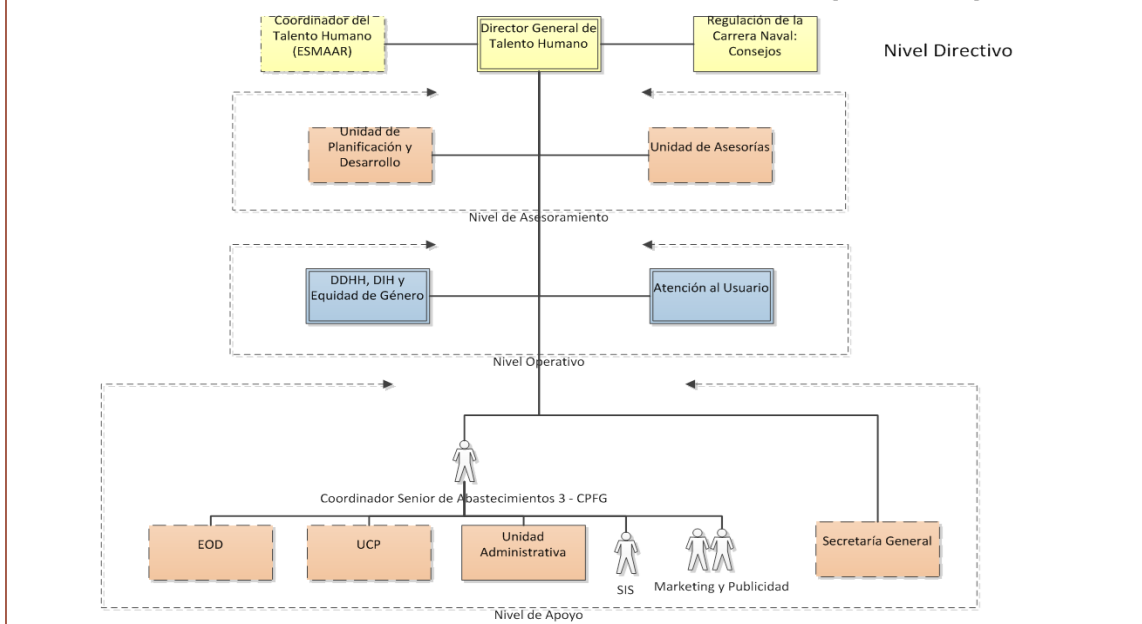 Coordinador del
Talento Humano
(ESMAAR)
Director General de
Talento Humano
Regulación de la
Carrera Naval:
Consejos
Nivel Directivo
Unidad de
Planificación y
Desarrollo
Unidad de Asesorías
Nivel de Asesoramiento
DDHH, DIH y
Equidad de Género
Atención al Usuario
Nivel Operativo
Coordinador Senior de Abastecimientos 3 - CPFG
EOD
UCP
Unidad
Administrativa
SIS
Marketing y Publicidad
Secretaría General
Nivel de Apoyo